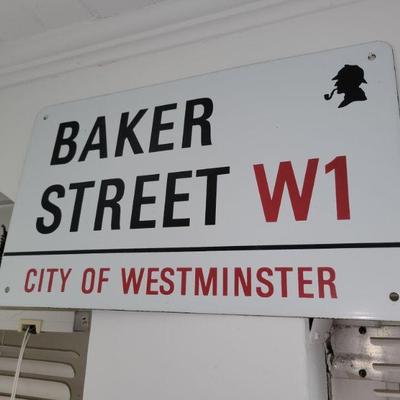 BAKER
STREET W1
CITY OF WESTMINSTER